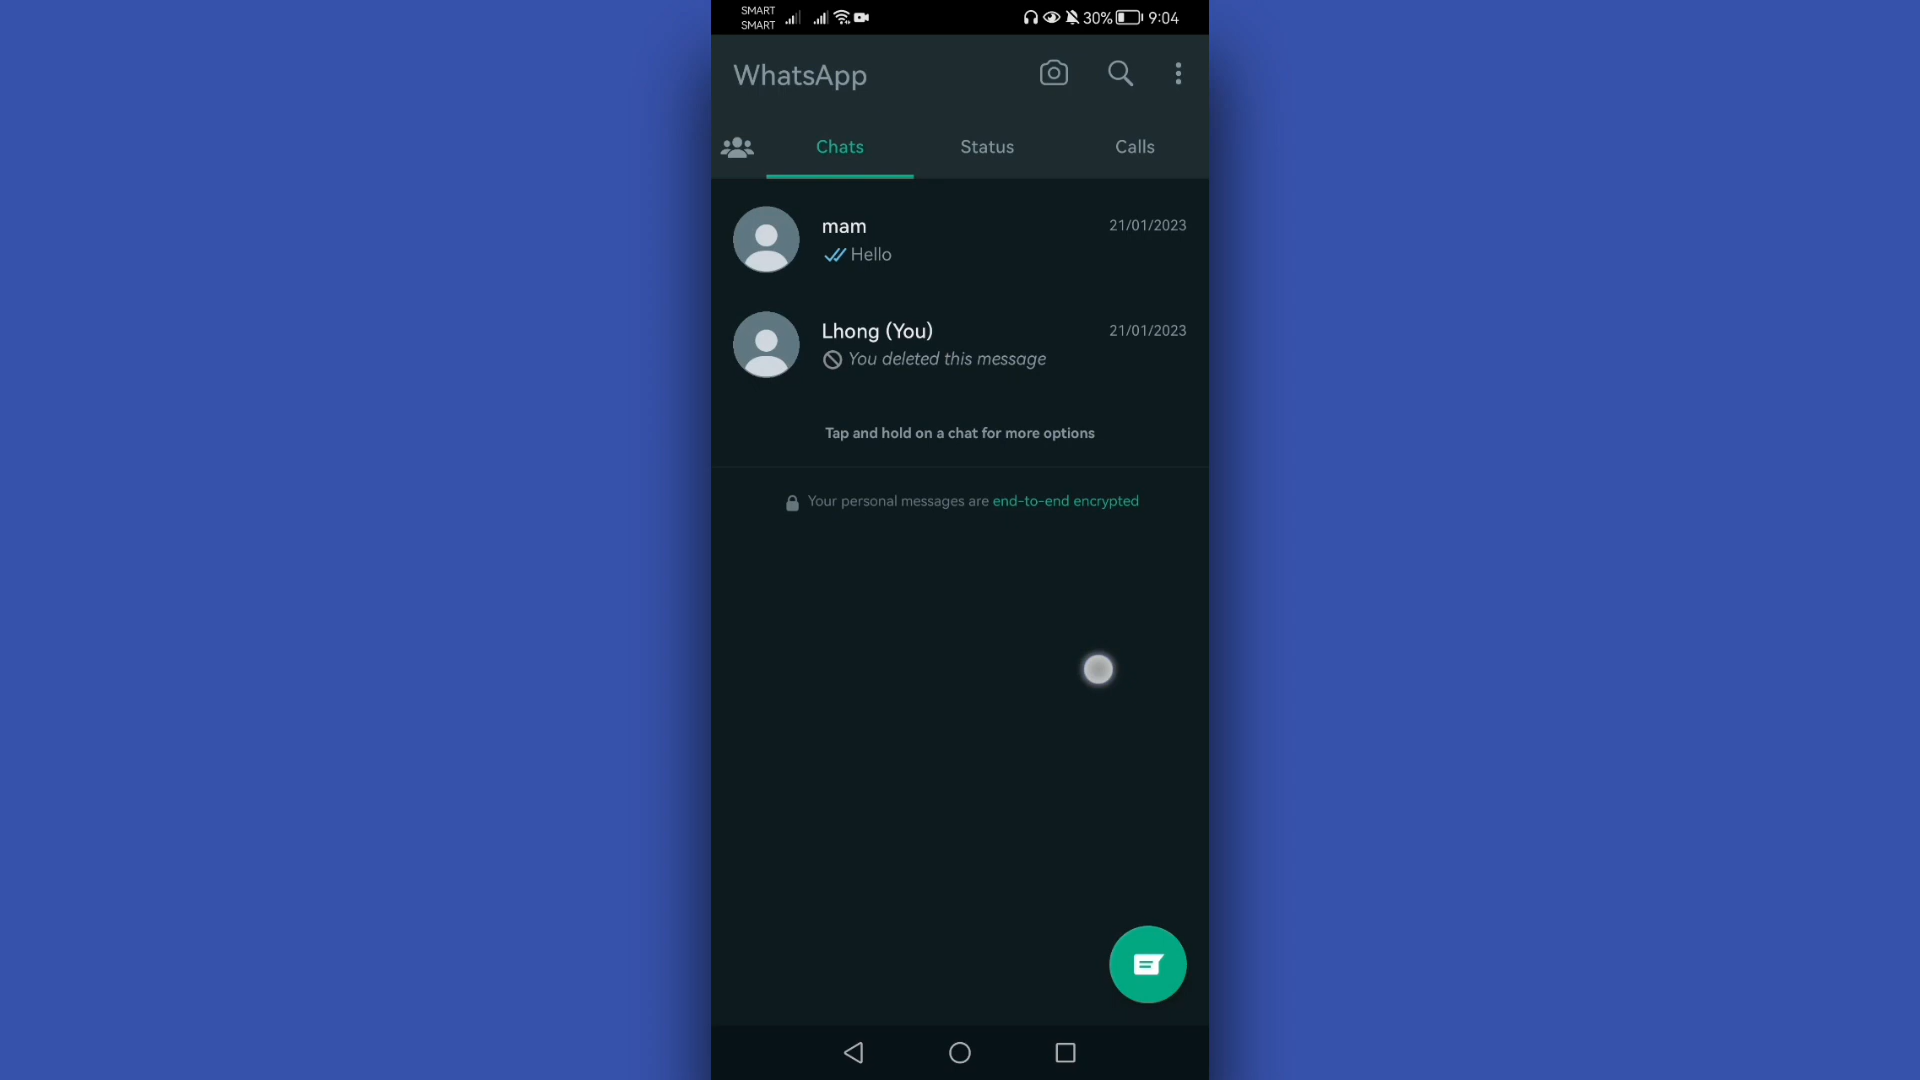 SMART
SMART
30% 9:04
WhatsApp
Chats Status Calls
mam 21/01/2023
Hello
Lhong (You) 21/01/2023
You deleted this message
Tap and hold on a chat for more options
Your personal messages are end-to-end encrypted